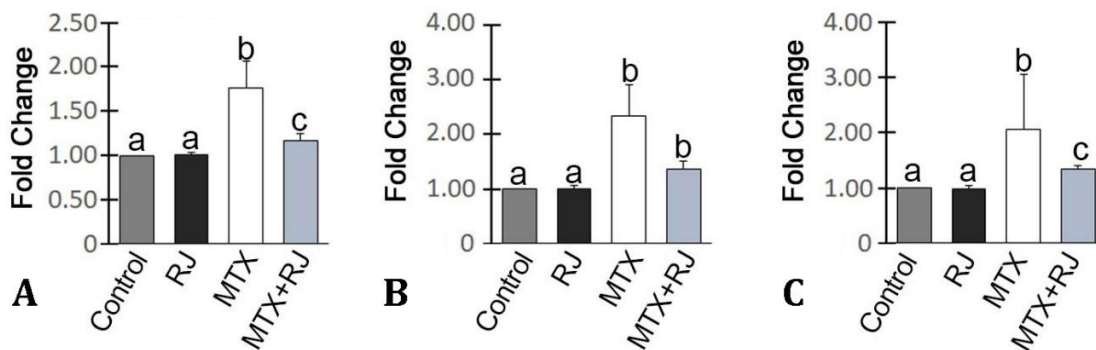 Fold Change
2.50
2.00
1.50
1.00
0.50
0
a
a
b
c
Control
RJ
MTX
MTX+RJ
A
Fold Change
4.00
3.00
2.00
1.00
0
a
a
b
b
Control
RJ
MTX
MTX+RJ
B
Fold Change
4.00
3.00
2.00
1.00
0
a
a
b
c
Control
RJ
MTX
MTX+RJ
C